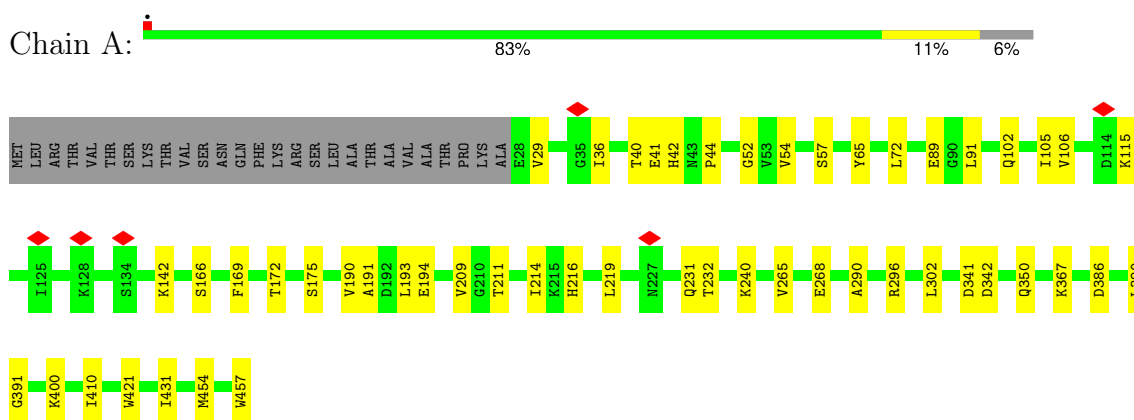 Chain A:
83% 11% 6%
MET LEU ARG THR VAL THR SER LYS THR VAL SER ASN GLN PHE LYS ARG SER LEU ALA THR ALA VAL ALA THR PRO LYS ALA E28 V29 G35 I36 T40 E41 H42 N43 P44 G52 V53 V54 S57 Y65 L72 E89 G90 L91 Q102 I105 V106 D114 K115
I125 K128 S134 K142 S166 F169 T172 S175 V190 A191 D192 L193 E194 V209 G210 T211 I214 K215 H216 L219 N227 Q231 T232 K240 V265 E268 A290 R296 L302 D341 D342 Q350 K367 D386
G391 K400 I410 W421 I431 M454 W457